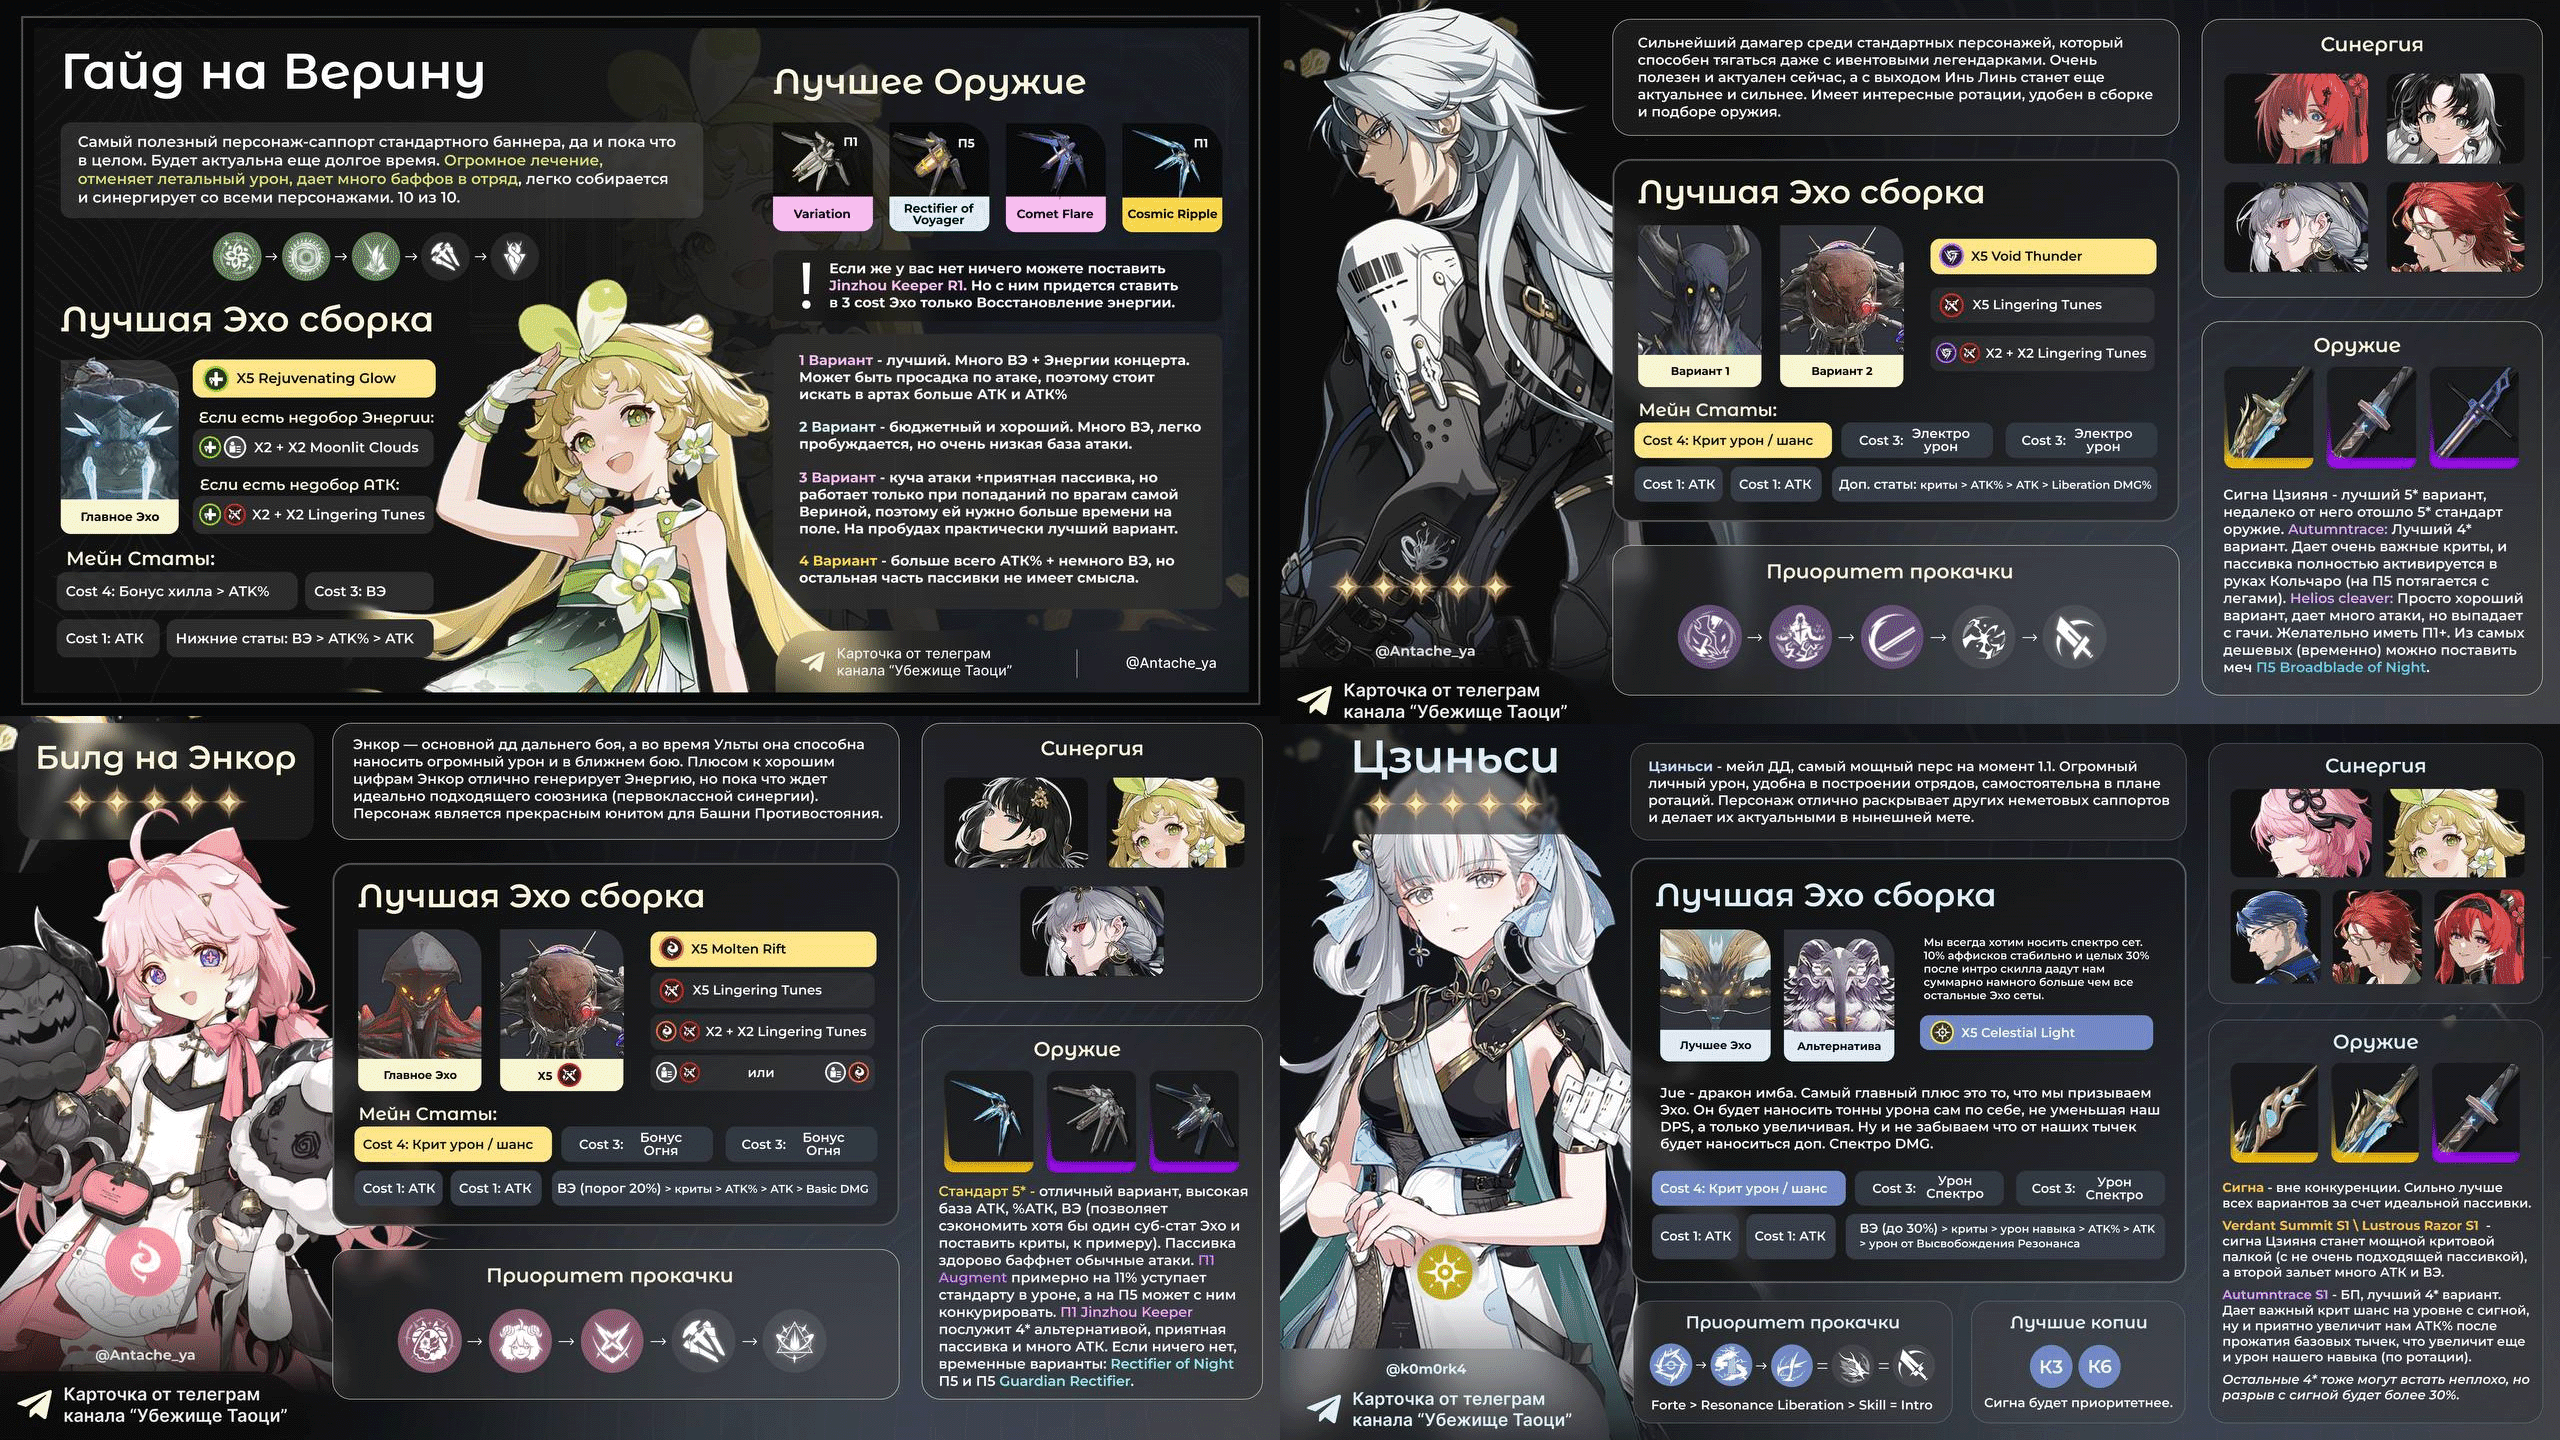 Гайд на Верину
Самый полезный персонаж-саппорт стандартного баннера, да и пока что
в целом. Будет актуальна еще долгое время. Огромное лечение,
отменяет летальный урон, дает много баффов в отряд, легко собирается
и синергирует со всеми персонажами. 10 из 10.
Лучшая Эхо сборка
Главное Эхо
X5 Rejuvenating Glow
Если есть недобор Энергии:
X2 + X2 Moonlit Clouds
Если есть недобор АТК:
X2 + X2 Lingering Tunes
Мейн Статы:
Cost 4: Бонус хилла > ATK%
Cost 3: ВЭ
Cost 1: АТК
Нижние статы: ВЭ > ATK% > ATK
Лучшее Оружие
П1
П5
П1
Variation
Rectifier of
Voyager
Comet Flare
Cosmic Ripple
!
Если же у вас нет ничего можете поставить
Jinzhou Keeper R1. Но с ним придется ставить
в 3 cost Эхо только Восстановление энергии.
1 Вариант - лучший. Много ВЭ + Энергии концерта.
Может быть просадка по атаке, поэтому стоит
искать в артах больше АТК и АТК%
2 Вариант - бюджетный и хороший. Много ВЭ, легко
пробуждается, но очень низкая база атаки.
3 Вариант - куча атаки +приятная пассивка, но
работает только при попаданий по врагам самой
Вериной, поэтому ей нужно больше времени на
поле. На пробудах практически лучший вариант.
4 Вариант - больше всего АТК% + немного ВЭ, но
остальная часть пассивки не имеет смысла.
Карточка от телеграм
канала "Убежище Таоци"
@Antache_ya
Сильнейший дамагер среди стандартных персонажей, который
способен тягаться даже с ивентовыми легендарками. Очень
полезен и актуален сейчас, а с выходом Инь Линь станет еще
актуальнее и сильнее. Имеет интересные ротации, удобен в сборке
и подборе оружия.
Лучшая Эхо сборка
Вариант 1
Вариант 2
X5 Void Thunder
X5 Lingering Tunes
X2 + X2 Lingering Tunes
Мейн Статы:
Cost 4: Крит урон / шанс
Cost 3: Электро
урон
Cost 3: Электро
урон
Cost 1: АТК
Cost 1: АТК
Доп. статы: криты > ATK% > ATK > Liberation DMG%
Приоритет прокачки
@Antache_ya
Карточка от телеграм
канала "Убежище Таоци"
Синергия
Оружие
Сигна Цзияня - лучший 5* вариант,
недалеко от него отошло 5* стандарт
оружие. Autumntrace: Лучший 4*
вариант. Дает очень важные криты, и
пассивка полностью активируется в
руках Кольчаро (на П5 потягается с
легами). Helios cleaver: Просто хороший
вариант, дает много атаки, но выпадает
с гачи. Желательно иметь П1+. Из самых
дешевых (временно) можно поставить
меч П5 Broadblade of Night.
Билд на Энкор
Энкор — основной дд дальнего боя, а во время Ульты она способна
наносить огромный урон и в ближнем бою. Плюсом к хорошим
цифрам Энкор отлично генерирует Энергию, но пока что ждет
идеально подходящего союзника (первоклассной синергии).
Персонаж является прекрасным юнитом для Башни Противостояния.
Лучшая Эхо сборка
Главное Эхо
X5
X5 Molten Rift
X5 Lingering Tunes
X2 + X2 Lingering Tunes
или
Мейн Статы:
Cost 4: Крит урон / шанс
Cost 3: Бонус
Огня
Cost 3: Бонус
Огня
Cost 1: АТК
Cost 1: АТК
ВЭ (порог 20%) > криты > ATK% > ATK > Basic DMG
Приоритет прокачки
@Antache_ya
Карточка от телеграм
канала "Убежище Таоци"
Синергия
Оружие
Стандарт 5* - отличный вариант, высокая
база АТК, %АТК, ВЭ (позволяет
сэкономить хотя бы один суб-стат Эхо и
поставить криты, к примеру). Пассивка
здорово баффнет обычные атаки. П1
Augment примерно на 11% уступает
стандарту в уроне, а на П5 может с ним
конкурировать. П1 Jinzhou Keeper
послужит 4* альтернативой, приятная
пассивка и много АТК. Если ничего нет,
временные варианты: Rectifier of Night
П5 и П5 Guardian Rectifier.
Цзиньси
Цзиньси - мейл ДД, самый мощный перс на момент 1.1. Огромный
личный урон, удобна в построении отрядов, самостоятельна в плане
ротаций. Персонаж отлично раскрывает других неметовых саппортов
и делает их актуальными в нынешней мете.
Лучшая Эхо сборка
Лучшее Эхо
Альтернатива
Мы всегда хотим носить спектро сет.
10% аффисков стабильно и целых 30%
после интро скилла дадут нам
суммарно намного больше чем все
остальные Эхо сеты.
X5 Celestial Light
Jue - дракон имба. Самый главный плюс это то, что мы призываем
Эхо. Он будет наносить тонны урона сам по себе, не уменьшая наш
DPS, а только увеличивая. Ну и не забываем что от наших тычек
будет наноситься доп. Спектро DMG.
Cost 4: Крит урон / шанс
Cost 3: Урон
Спектро
Cost 3: Урон
Спектро
Cost 1: АТК
Cost 1: АТК
ВЭ (до 30%) > криты > урон навыка > ATK% > ATK
> урон от Высвобождения Резонанса
Приоритет прокачки
= =
Forte > Resonance Liberation > Skill = Intro
Лучшие копии
К3
К6
Сигна будет приоритетнее.
@k0m0rk4
Карточка от телеграм
канала "Убежище Таоци"
Синергия
Оружие
Сигна - вне конкуренции. Сильно лучше
всех вариантов за счет идеальной пассивки.
Verdant Summit S1 \ Lustrous Razor S1 -
сигна Цзияня станет мощной критовой
палкой (с не очень подходящей пассивкой),
а второй зальет много АТК и ВЭ.
Autumntrace S1 - БП, лучший 4* вариант.
Дает важный крит шанс на уровне с сигной,
ну и приятно увеличит нам АТК% после
прожатия базовых тычек, что увеличит еще
и урон нашего навыка (по ротации).
Остальные 4* тоже могут встать неплохо, но
разрыв с сигной будет более 30%.